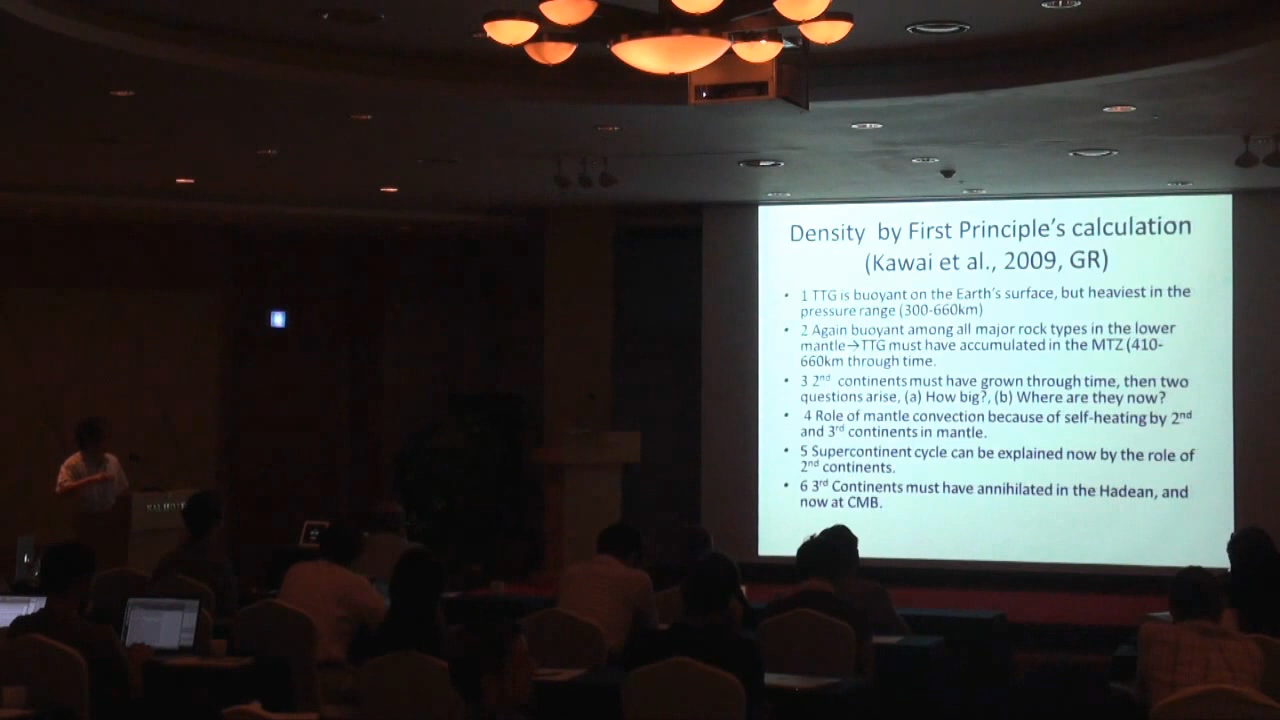 Density by First Principle's calculation
(Kawai et al., 2009, GR)
• 1 TTG is buoyant on the Earth's surface, but heaviest in the
pressure range (300-660km)
• 2 Again buoyant among all major rock types in the lower
mantle→TTG must have accumulated in the MTZ (410-
660km through time.
• 3 2nd continents must have grown through time, then two
questions arise, (a) How big?, (b) Where are they now?
• 4 Role of mantle convection because of self-heating by 2nd
and 3rd continents in mantle.
• 5 Supercontinent cycle can be explained now by the role of
2nd continents.
• 6 3rd Continents must have annihilated in the Hadean, and
now at CMB.